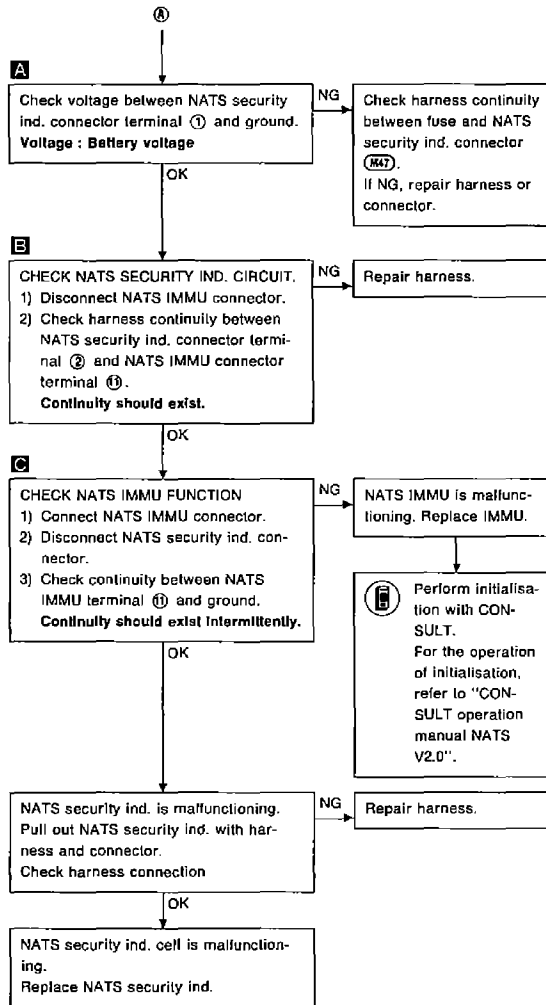 Ⓐ
A
Check voltage between NATS security
ind. connector terminal ① and ground.
Voltage : Battery voltage
NG
Check harness continuity
between fuse and NATS
security ind. connector
(M47).
If NG, repair harness or
connector.
OK
B
CHECK NATS SECURITY IND. CIRCUIT.
1) Disconnect NATS IMMU connector.
2) Check harness continuity between
NATS security ind. connector termi-
nal ② and NATS IMMU connector
terminal ⑪.
Continuity should exist.
NG
Repair harness.
OK
C
CHECK NATS IMMU FUNCTION
1) Connect NATS IMMU connector.
2) Disconnect NATS security ind. con-
nector.
3) Check continuity between NATS
IMMU terminal ⑪ and ground.
Continuity should exist intermittently.
NG
NATS IMMU is malfunc-
tioning. Replace IMMU.
Perform initialisa-
tion with CON-
SULT.
For the operation
of initialisation,
refer to "CON-
SULT operation
manual NATS
V2.0".
OK
NATS security ind. is malfunctioning.
Pull out NATS security ind. with har-
ness and connector.
Check harness connection
NG
Repair harness.
OK
NATS security ind. cell is malfunction-
ing.
Replace NATS security ind.